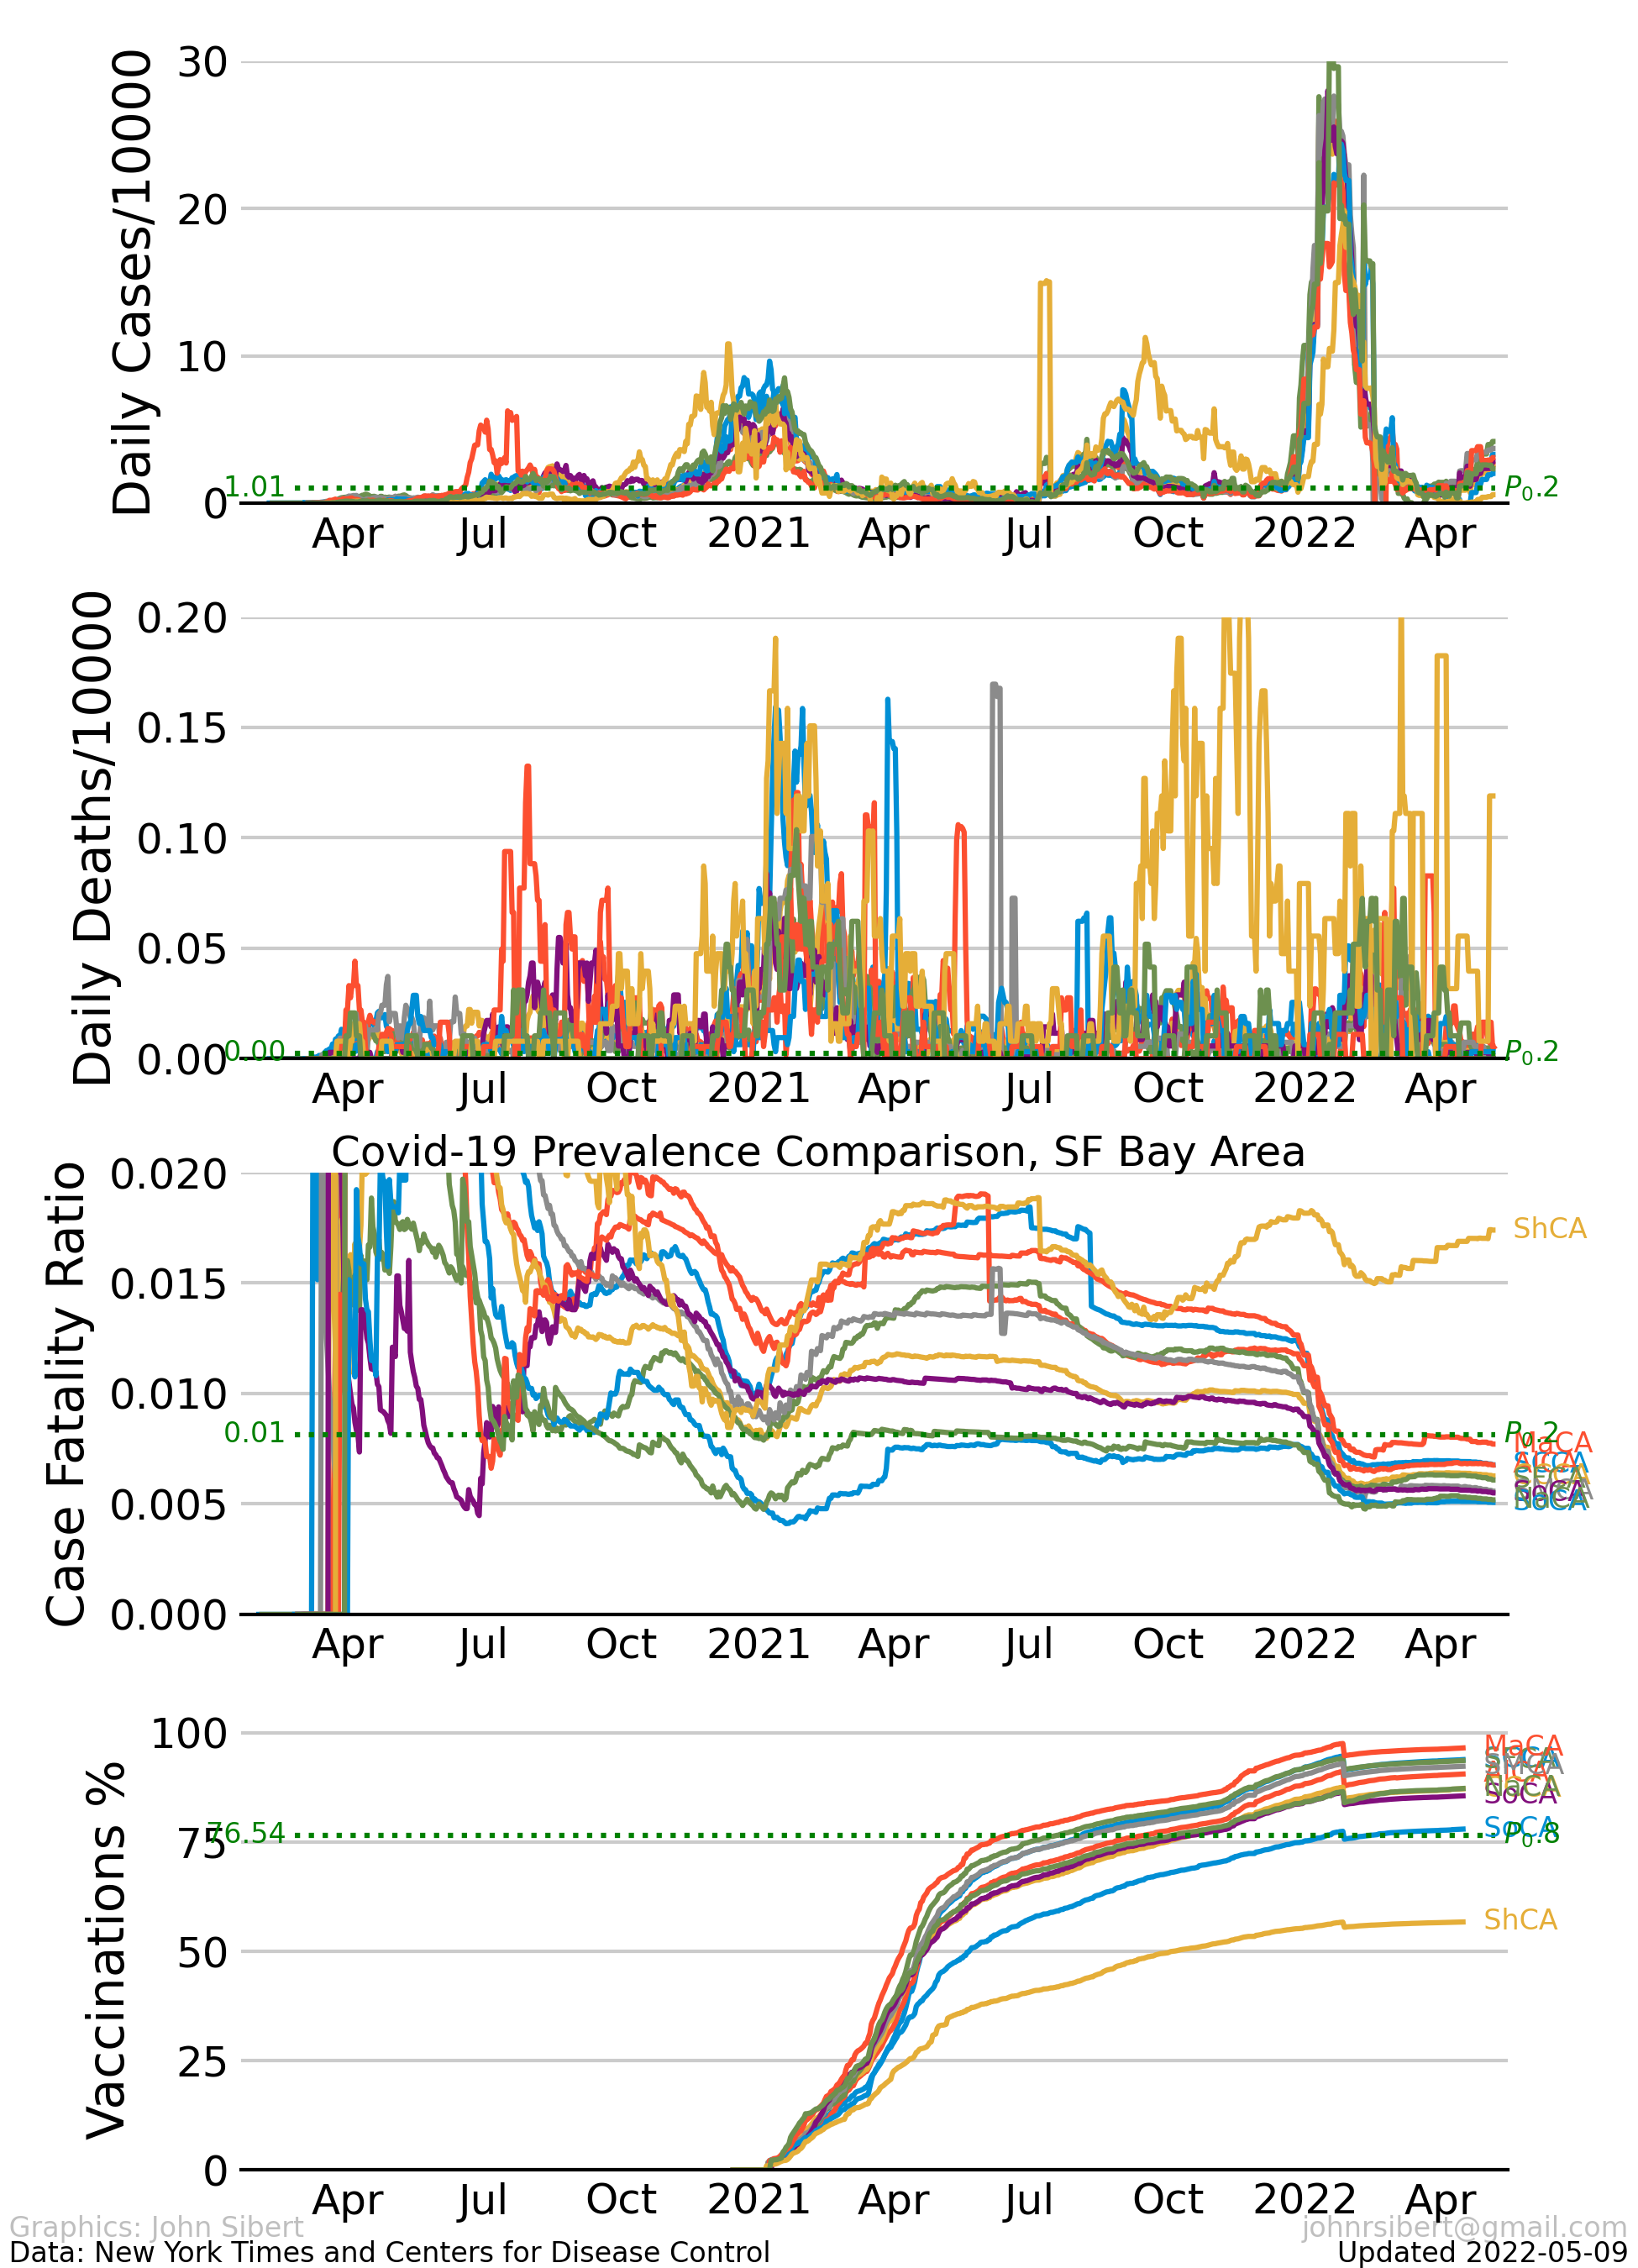 Daily Cases/10000
30
20
10
0
1.01
P₀.2
Apr Jul Oct 2021 Apr Jul Oct 2022 Apr
Daily Deaths/10000
0.20
0.15
0.10
0.05
0.00
0.00
P₀.2
Apr Jul Oct 2021 Apr Jul Oct 2022 Apr
Covid-19 Prevalence Comparison, SF Bay Area
Case Fatality Ratio
0.020
0.015
0.010
0.005
0.000
0.01
ShCA
P₀.2
MaCA
SoCA
Apr Jul Oct 2021 Apr Jul Oct 2022 Apr
Vaccinations %
100
75
50
25
0
76.54
MaCA
NaCA
SoCA
SoCA
P₀.8
ShCA
Apr Jul Oct 2021 Apr Jul Oct 2022 Apr
Graphics: John Sibert
johnrsibert@gmail.com
Data: New York Times and Centers for Disease Control
Updated 2022-05-09